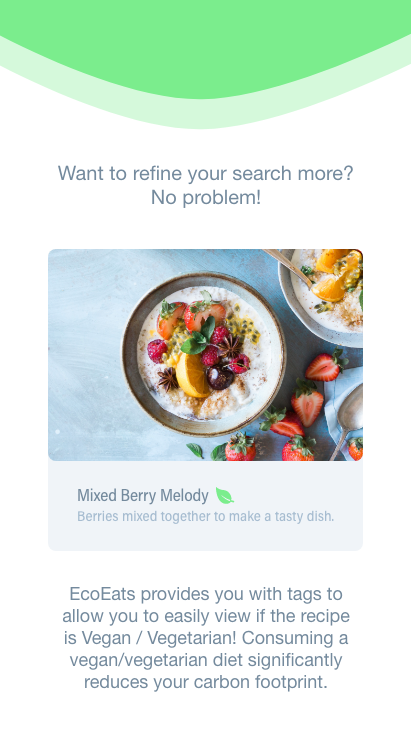 Want to refine your search more?
No problem!
Mixed Berry Melody
Berries mixed together to make a tasty dish.
EcoEats provides you with tags to
allow you to easily view if the recipe
is Vegan / Vegetarian! Consuming a
vegan/vegetarian diet significantly
reduces your carbon footprint.